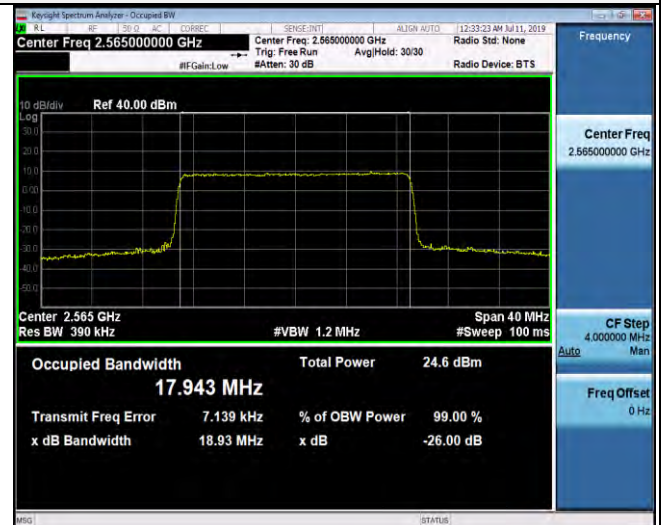 Keysight Spectrum Analyzer - Occupied BW
RL RF 50 Ω AC CORREC SENSE:INT ALIGN AUTO 12:33:23 AM Jul 11, 2019
Center Freq 2.565000000 GHz Center Freq: 2.565000000 GHz Radio Std: None
Trig: Free Run Avg|Hold: 30/30
#IFGain:Low #Atten: 30 dB Radio Device: BTS
Frequency
10 dB/div Ref 40.00 dBm
Log
30.0
20.0
10.0
0.00
-10.0
-20.0
-30.0
-40.0
-50.0
Center 2.565 GHz Span 40 MHz
Res BW 390 kHz #VBW 1.2 MHz #Sweep 100 ms
Center Freq
2.565000000 GHz
CF Step
4.000000 MHz
Auto Man
Freq Offset
0 Hz
Occupied Bandwidth Total Power 24.6 dBm
17.943 MHz
Transmit Freq Error 7.139 kHz % of OBW Power 99.00 %
x dB Bandwidth 18.93 MHz x dB -26.00 dB
MSG STATUS